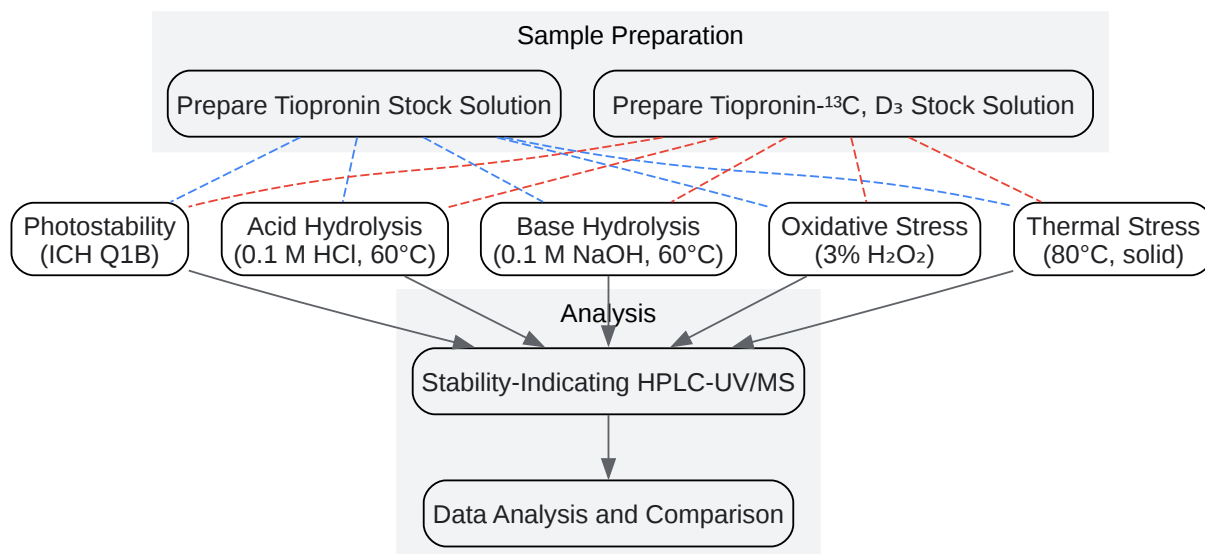 Sample Preparation
Prepare Tiopronin Stock Solution
Prepare Tiopronin-¹³C, D₃ Stock Solution
Photostability
(ICH Q1B)
Acid Hydrolysis
(0.1 M HCl, 60°C)
Base Hydrolysis
(0.1 M NaOH, 60°C)
Oxidative Stress
(3% H₂O₂)
Thermal Stress
(80°C, solid)
Analysis
Stability-Indicating HPLC-UV/MS
Data Analysis and Comparison